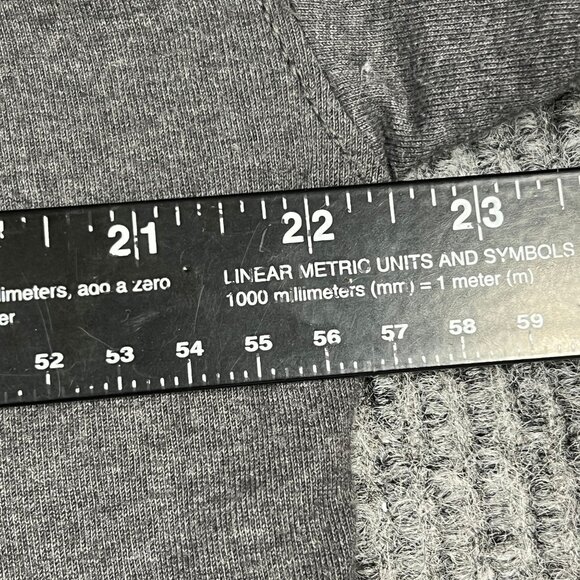 21 22 23
LINEAR METRIC UNITS AND SYMBOLS
limeters, add a zero 1000 millimeters (mm) = 1 meter (m)
er
52 53 54 55 56 57 58 59